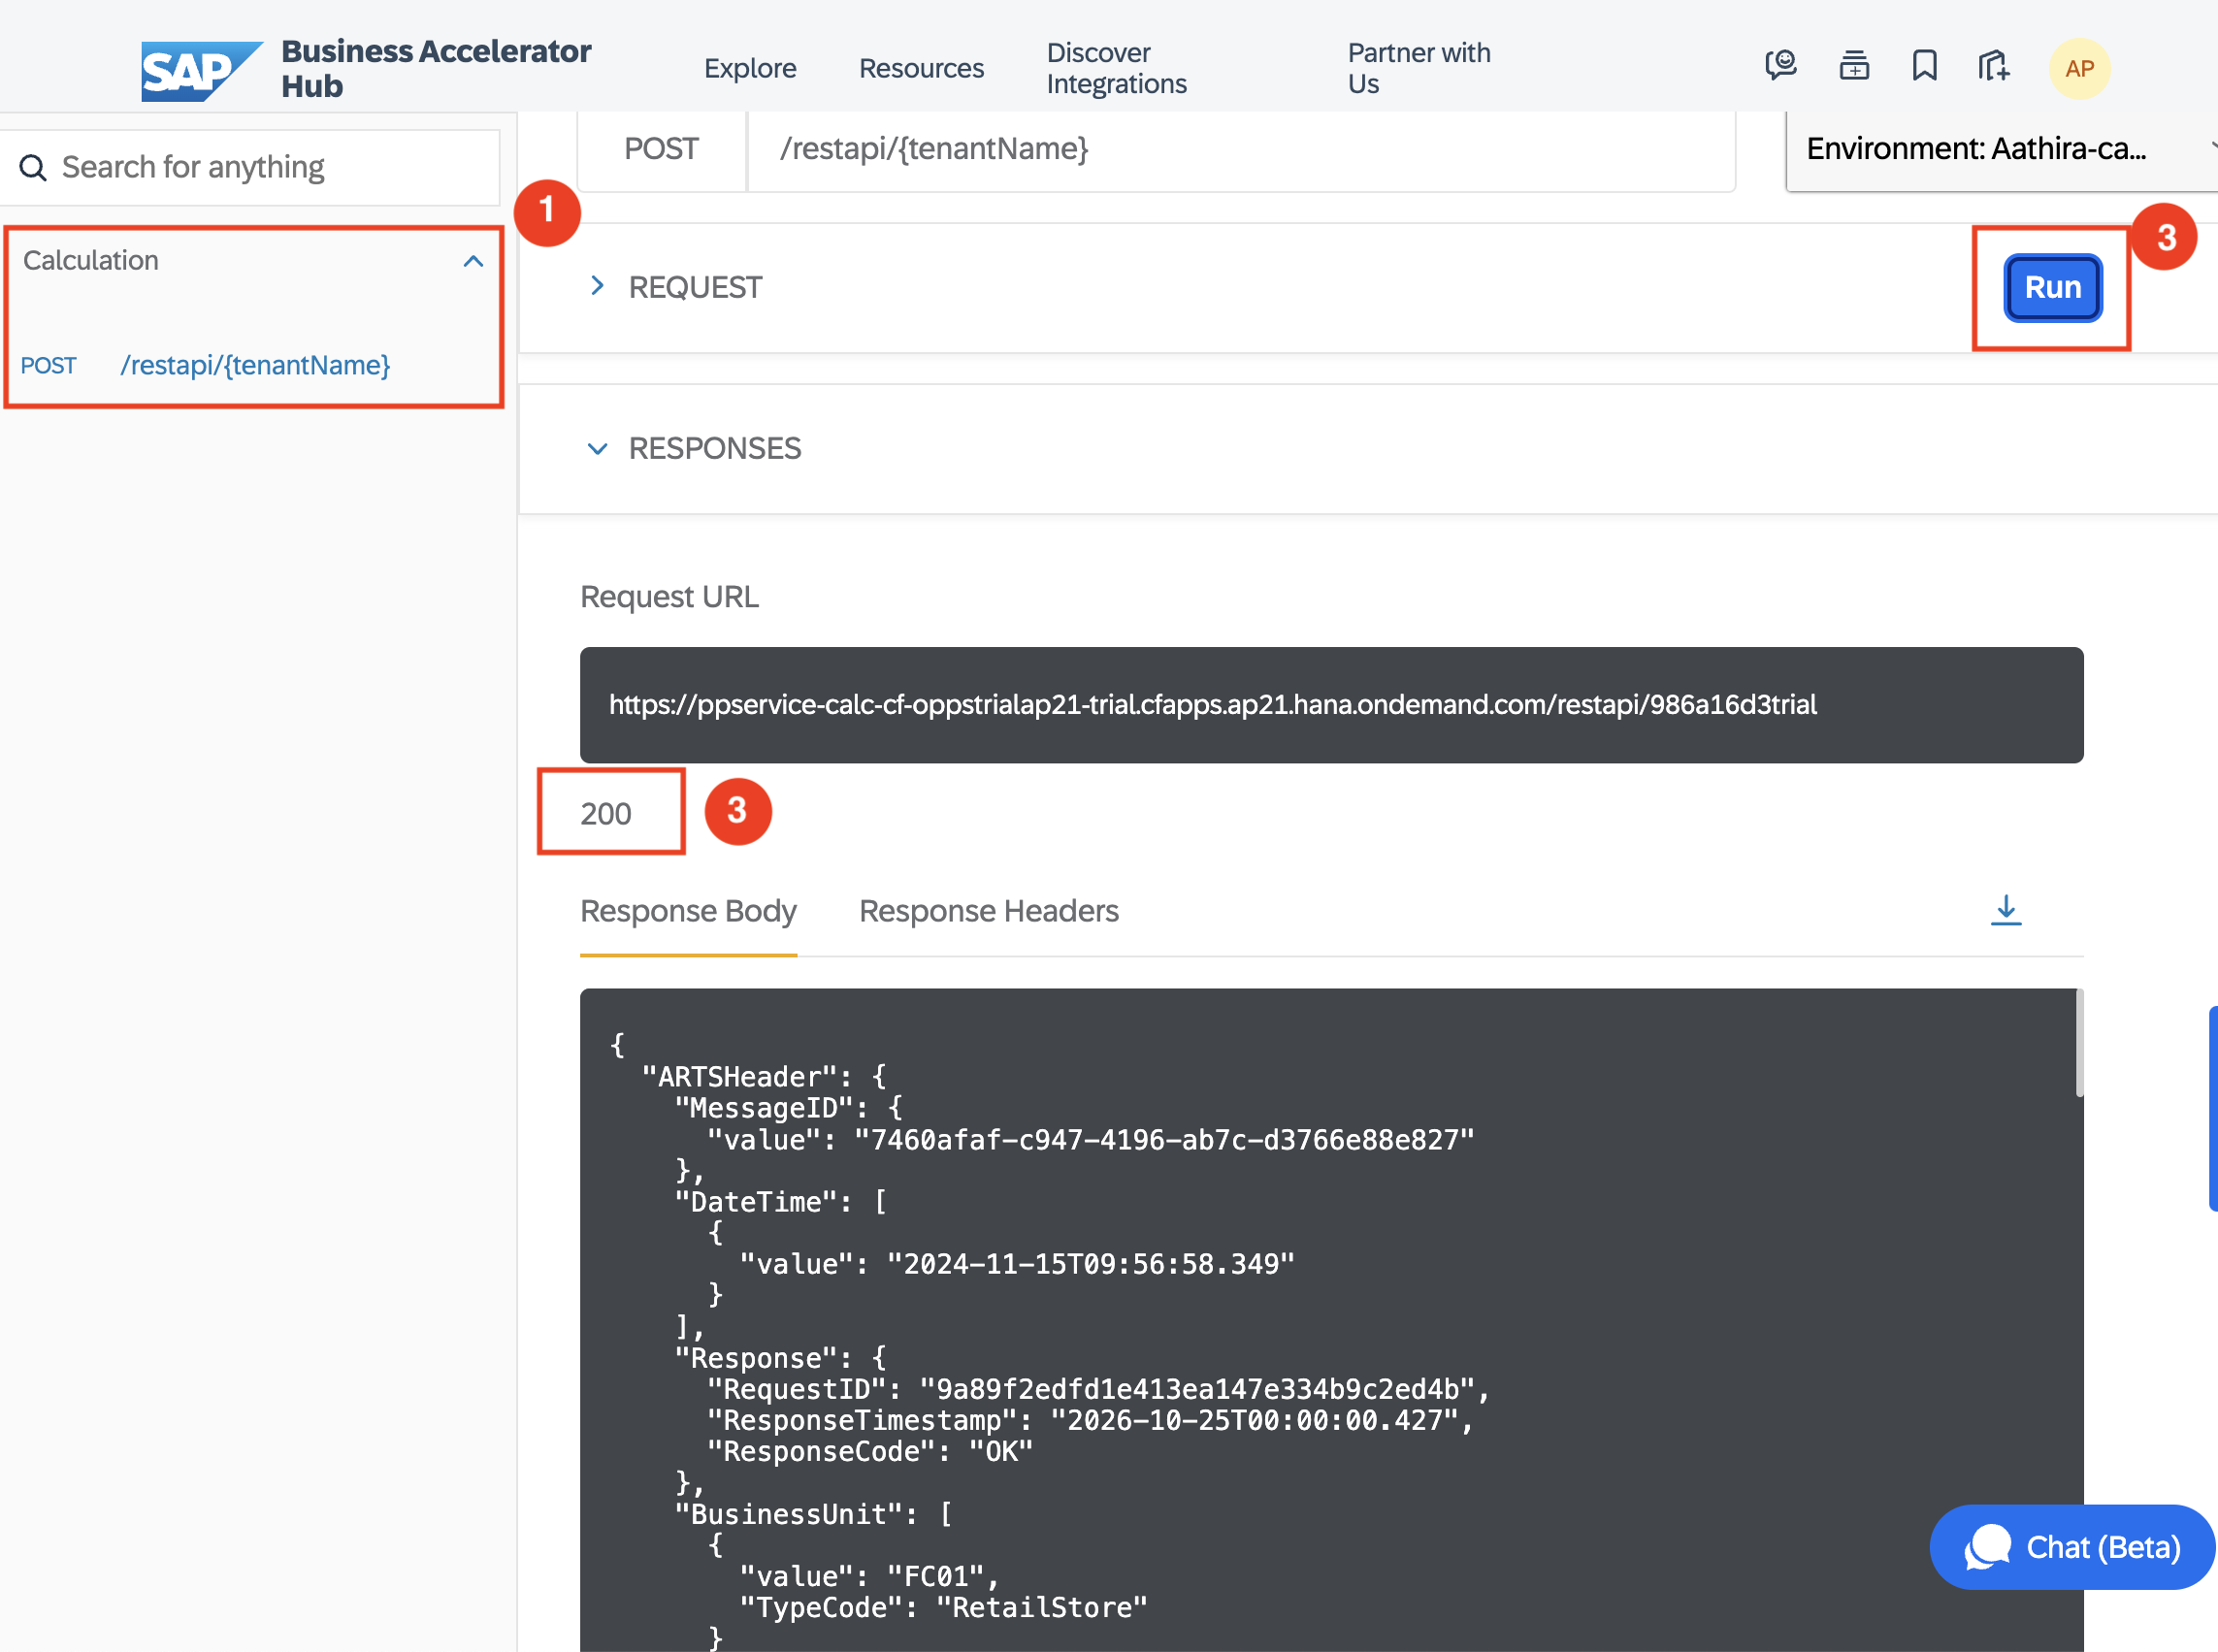 SAP
Business Accelerator
Hub
Explore
Resources
Discover
Integrations
Partner with
Us
AP
Search for anything
POST
/restapi/{tenantName}
Environment: Aathira-ca...
1
Calculation
POST
/restapi/{tenantName}
REQUEST
Run
3
RESPONSES
Request URL
https://ppservice-calc-cf-oppstrialap21-trial.cfapps.ap21.hana.ondemand.com/restapi/986a16d3trial
200
3
Response Body
Response Headers
{
"ARTSHeader": {
"MessageID": {
"value": "7460afaf-c947-4196-ab7c-d3766e88e827"
},
"DateTime": [
{
"value": "2024-11-15T09:56:58.349"
}
],
"Response": {
"RequestID": "9a89f2edfd1e413ea147e334b9c2ed4b",
"ResponseTimestamp": "2026-10-25T00:00:00.427",
"ResponseCode": "OK"
},
"BusinessUnit": [
{
"value": "FC01",
"TypeCode": "RetailStore"
}
Chat (Beta)